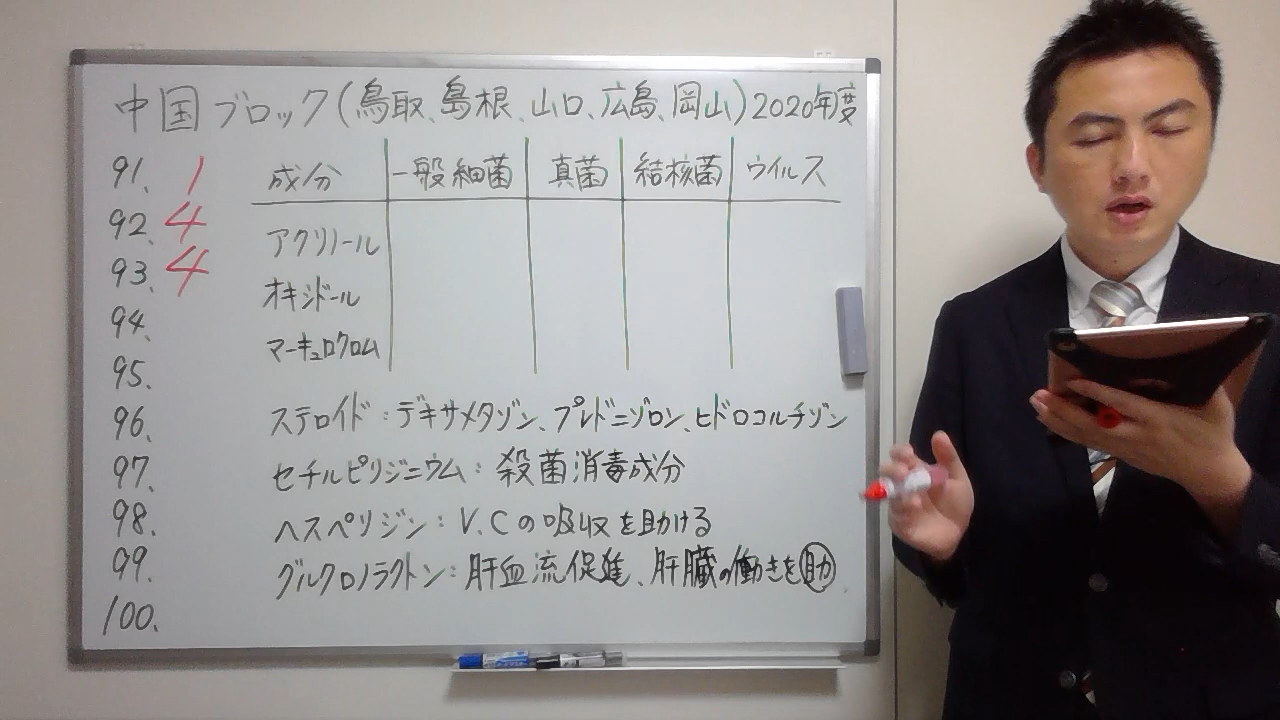 中国ブロック(鳥取、島根、山口、広島、岡山)2020年度
91. 1
92. 4
93. 4
94.
95.
96.
97.
98.
99.
100.
成分 一般細菌 真菌 結核菌 ウイルス
アクリノール
オキシドール
マーキュロクロム
ステロイド:デキサメタゾン、プレドニゾロン、ヒドロコルチゾン
セチルピリジニウム:殺菌消毒成分
ヘスペリジン:V.Cの吸収を助ける
グルクロノラクトン:肝血流促進、肝臓の働きを助